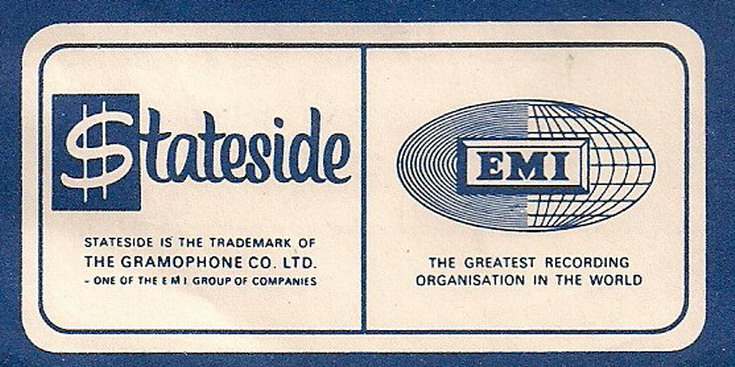 Stateside
STATESIDE IS THE TRADEMARK OF
THE GRAMOPHONE CO. LTD.
- ONE OF THE E M I GROUP OF COMPANIES
EMI
THE GREATEST RECORDING
ORGANISATION IN THE WORLD